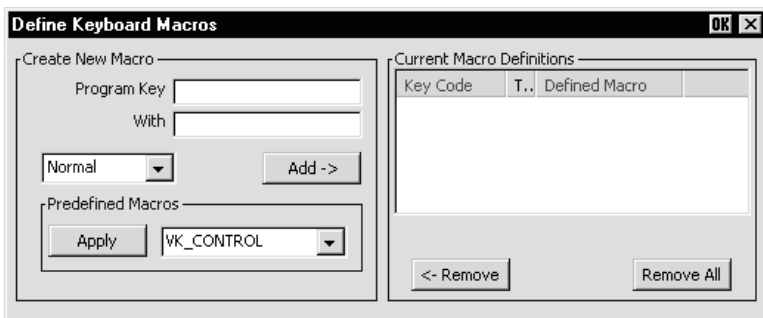 Define Keyboard Macros OK
Create New Macro
Program Key
With
Normal
Add ->
Predefined Macros
Apply
VK_CONTROL
Current Macro Definitions
Key Code T.. Defined Macro
<- Remove
Remove All